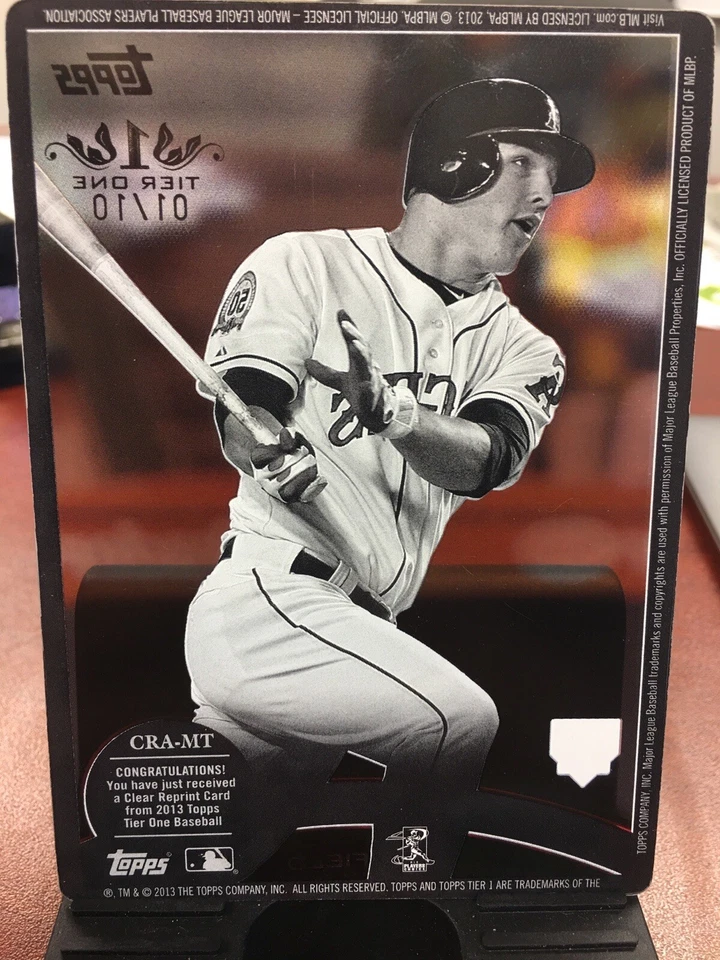 Visit MLB.com. LICENSED BY MLBPA, 2013. © MLBPA, OFFICIAL LICENSEE – MAJOR LEAGUE BASEBALL PLAYERS ASSOCIATION.
topps
1
TIER ONE
01/10
50
A
A
CRA-MT
CONGRATULATIONS!
You have just received
a Clear Reprint Card
from 2013 Topps
Tier One Baseball
topps
®, TM & © 2013 THE TOPPS COMPANY, INC. ALL RIGHTS RESERVED. TOPPS AND TOPPS TIER 1 ARE TRADEMARKS OF THE
TOPPS COMPANY, INC. Major League Baseball trademarks and copyrights are used with permission of Major League Baseball Properties, Inc. OFFICIALLY LICENSED PRODUCT OF MLBP.